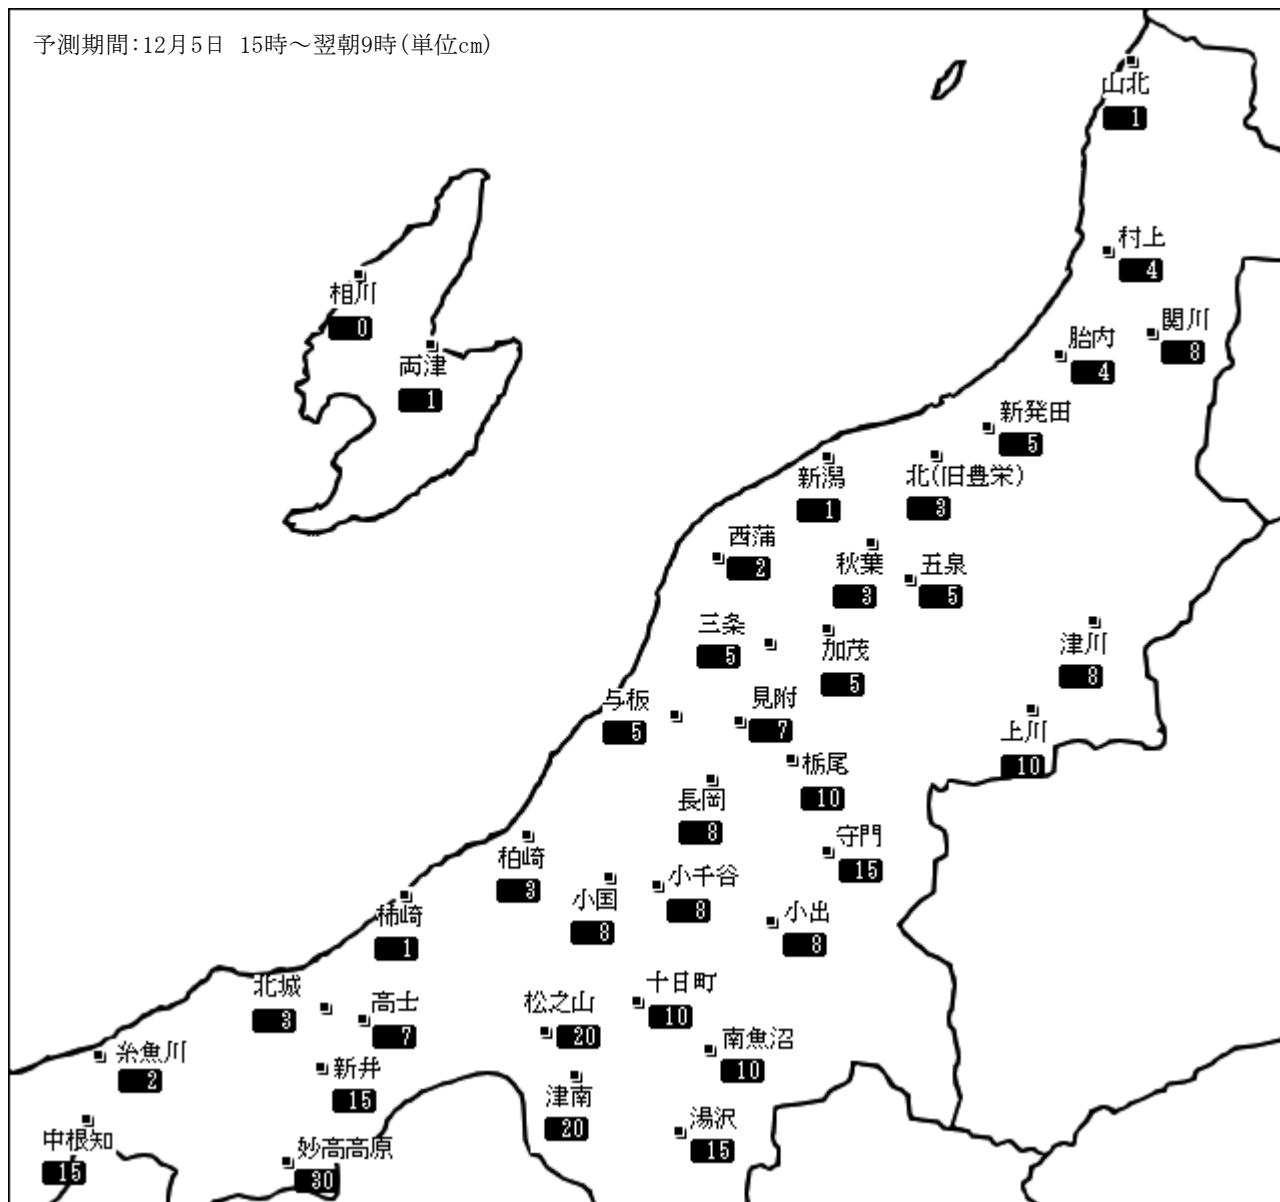 予測期間:12月5日 15時～翌朝9時(単位cm)
山北
1
村上
4
相川
0
両津
1
関川
8
胎内
4
新発田
5
新潟
1
北(旧豊栄)
3
西蒲
2
秋葉
3
五泉
5
三条
5
加茂
5
津川
8
与板
5
見附
7
上川
10
栃尾
10
長岡
8
守門
15
柏崎
3
小国
8
小千谷
8
小出
8
柿崎
1
北城
3
高士
7
松之山
20
十日町
10
南魚沼
10
糸魚川
2
新井
15
津南
20
湯沢
15
中根知
15
妙高高原
30